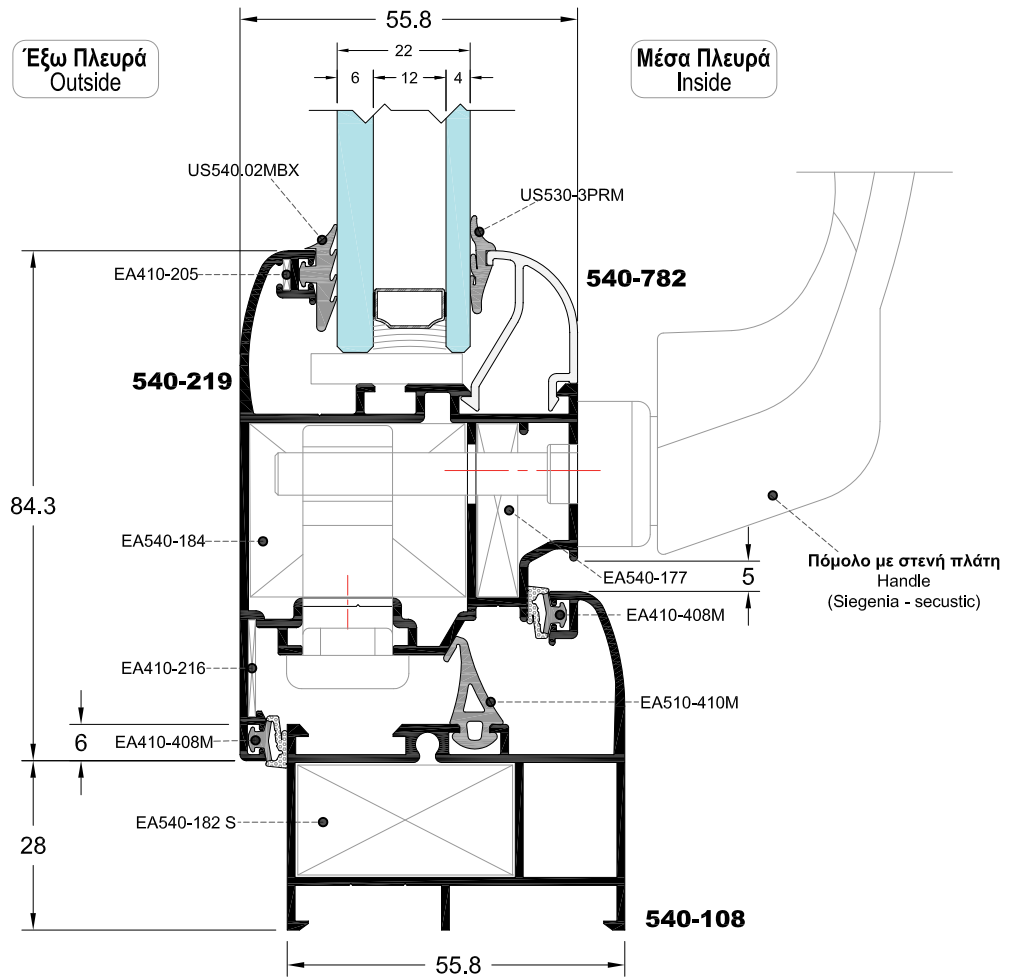 55.8
Έξω Πλευρά
Outside
22
Μέσα Πλευρά
Inside
6
12
4
US540.02MBX
US530-3PRM
EA410-205
540-782
540-219
84.3
EA540-184
Πόμολο με στενή πλάτη
Handle
(Siegenia - secustic)
EA540-177
5
EA410-408M
EA410-216
EA510-410M
6
EA410-408M
EA540-182 S
28
540-108
55.8